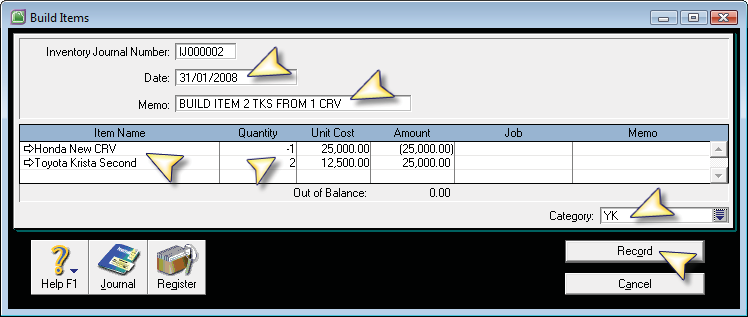 Build Items
Inventory Journal Number: IJ000002
Date: 31/01/2008
Memo: BUILD ITEM 2 TKS FROM 1 CRV
Item Name Quantity Unit Cost Amount Job Memo
Honda New CRV -1 25,000.00 (25,000.00)
Toyota Krista Second 2 12,500.00 25,000.00
Out of Balance: 0.00
Category: YK
Help F1 Journal Register
Record
Cancel